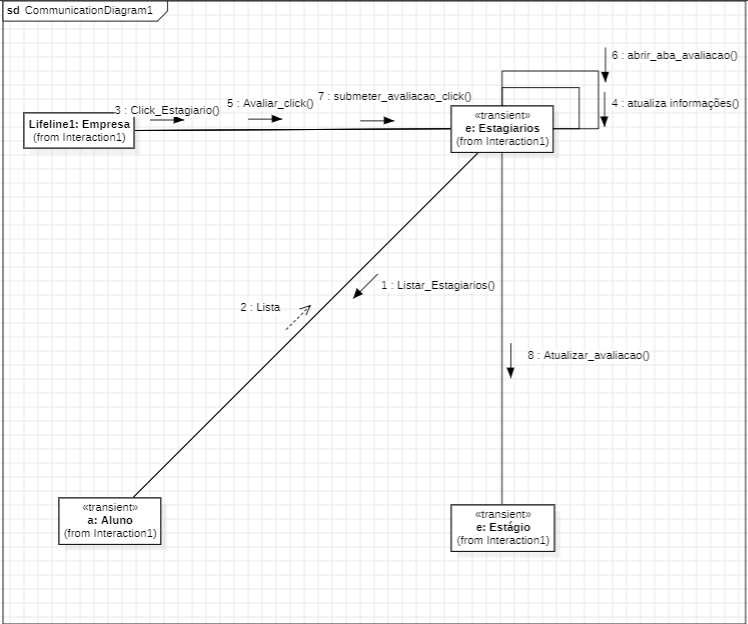 sd CommunicationDiagram1
6 : abrir_aba_avaliacao()
3 : Click_Estagiario()
5 : Avaliar_click()
7 : submeter_avaliacao_click()
4 : atualiza informações()
Lifeline1: Empresa
(from Interaction1)
«transient»
e: Estagiarios
(from Interaction1)
1 : Listar_Estagiarios()
2 : Lista
8 : Atualizar_avaliacao()
«transient»
a: Aluno
(from Interaction1)
«transient»
e: Estágio
(from Interaction1)